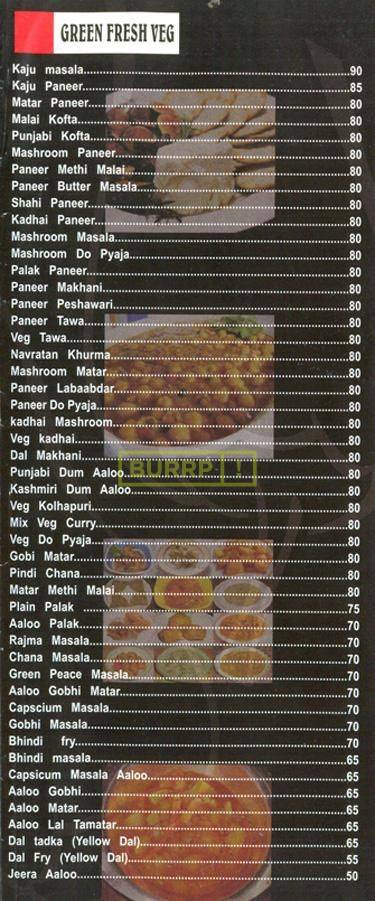 GREEN FRESH VEG
Kaju masala 90
Kaju Paneer 85
Matar Paneer 80
Malai Kofta 80
Punjabi Kofta 80
Mashroom Paneer 80
Paneer Methi Malai 80
Paneer Butter Masala 80
Shahi Paneer 80
Kadhai Paneer 80
Mashroom Masala 80
Mashroom Do Pyaja 80
Palak Paneer 80
Paneer Makhani 80
Paneer Peshawari 80
Paneer Tawa 80
Veg Tawa 80
Navratan Khurma 80
Mashroom Matar 80
Paneer Labaabdar 80
Paneer Do Pyaja 80
kadhai Mashroom 80
Veg kadhai 80
Dal Makhani 80
BURRP!
Punjabi Dum Aaloo 80
Kashmiri Dum Aaloo 80
Veg Kolhapuri 80
Mix Veg Curry 80
Veg Do Pyaja 80
Gobi Matar 80
Pindi Chana 80
Matar Methi Malai 80
Plain Palak 75
Aaloo Palak 70
Rajma Masala 70
Chana Masala 70
Green Peace Masala 70
Aaloo Gobhi Matar 70
Capscium Masala 70
Gobhi Masala 70
Bhindi fry 70
Bhindi masala 65
Capsicum Masala Aaloo 65
Aaloo Gobhi 65
Aaloo Matar 65
Aaloo Lal Tamatar 65
Dal tadka (Yellow Dal) 65
Dal Fry (Yellow Dal) 55
Jeera Aaloo 50